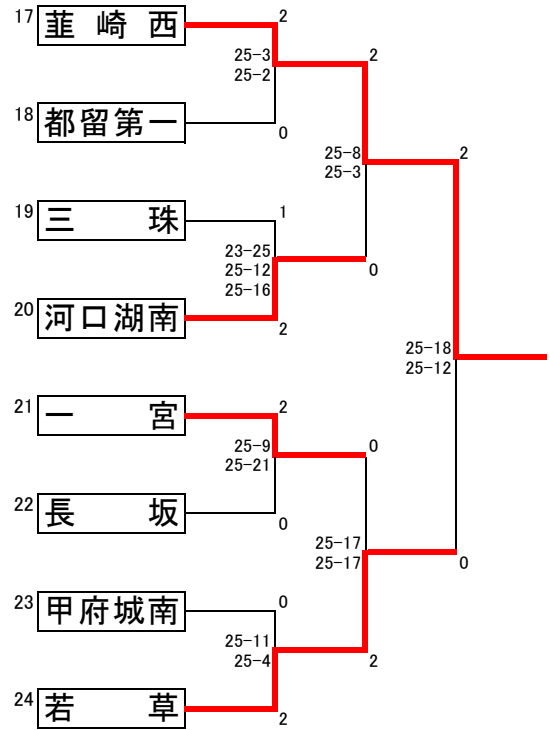 17 韮崎西 2
25-3 2
25-2
18 都留第一 0
25-8 2
25-3
19 三珠 1
23-25
25-12 0
25-16
20 河口湖南 2
25-18
25-12
21 一宮 2
25-9 0
25-21
22 長坂 0
25-17
25-17 0
23 甲府城南 0
25-11
25-4 2
24 若草 2